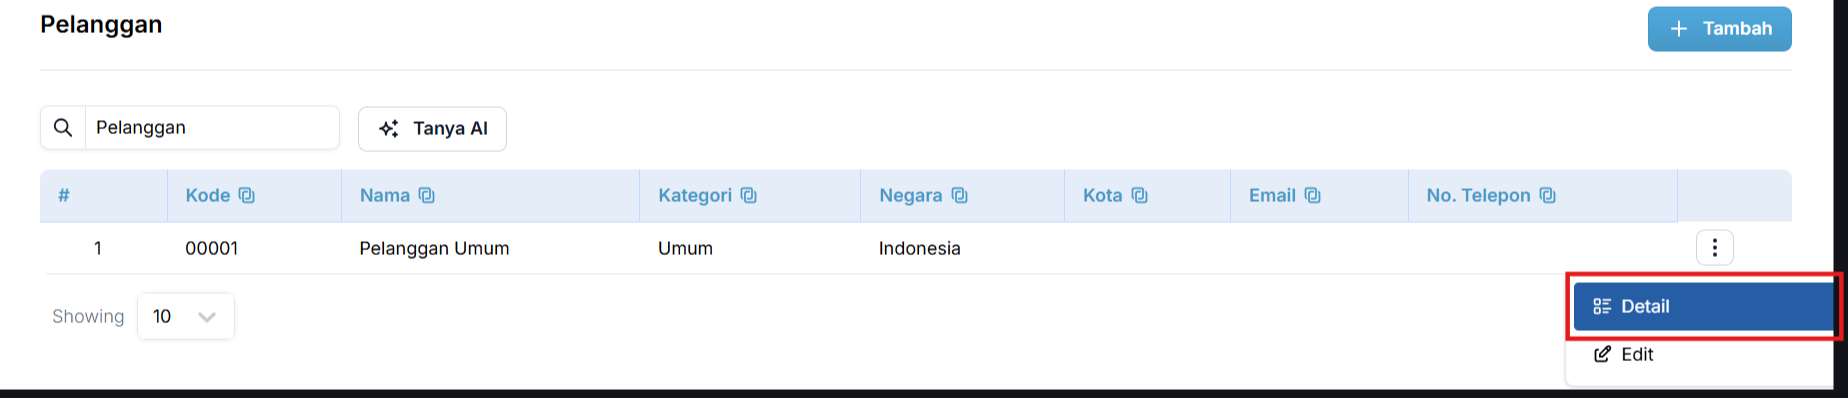 Pelanggan
+ Tambah
Pelanggan
Tanya AI
# Kode Nama Kategori Negara Kota Email No. Telepon
1 00001 Pelanggan Umum Umum Indonesia
Showing 10
Detail
Edit